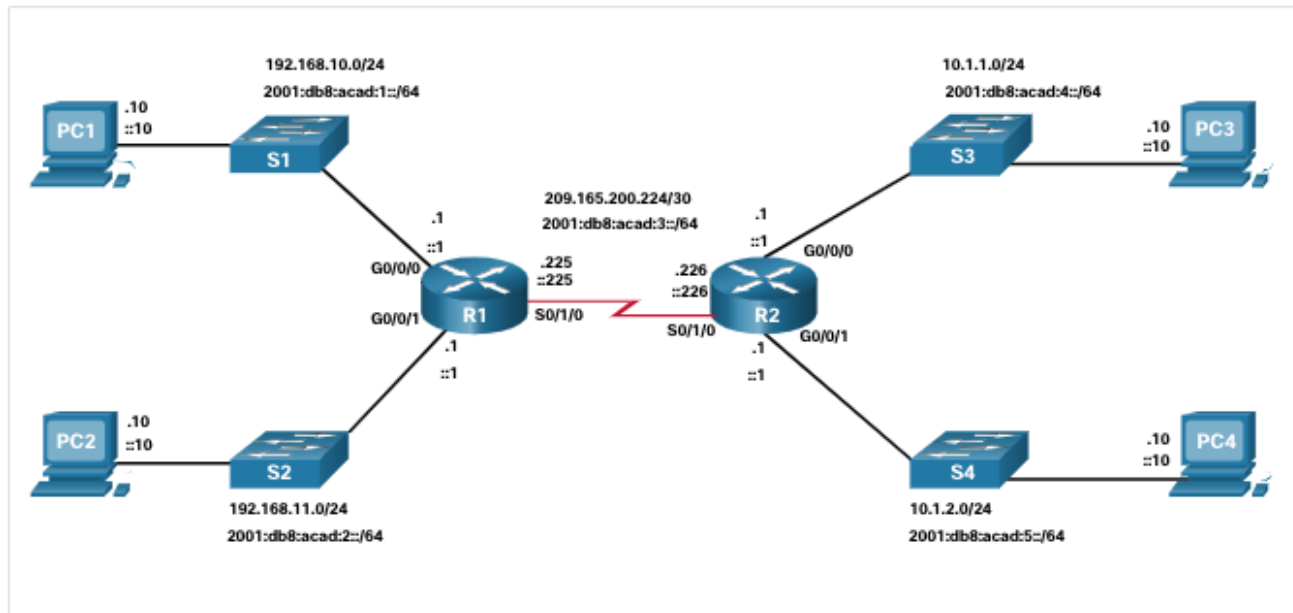 192.168.10.0/24
2001:db8:acad:1::/64
10.1.1.0/24
2001:db8:acad:4::/64
PC1
.10
::10
S1
S3
.10
::10
PC3
209.165.200.224/30
2001:db8:acad:3::/64
.1
::1
G0/0/0
.1
::1
G0/0/0
.225
::225
.226
::226
R1
S0/1/0
R2
S0/1/0
G0/0/1
.1
::1
G0/0/1
.1
::1
PC2
.10
::10
S2
S4
.10
::10
PC4
192.168.11.0/24
2001:db8:acad:2::/64
10.1.2.0/24
2001:db8:acad:5::/64